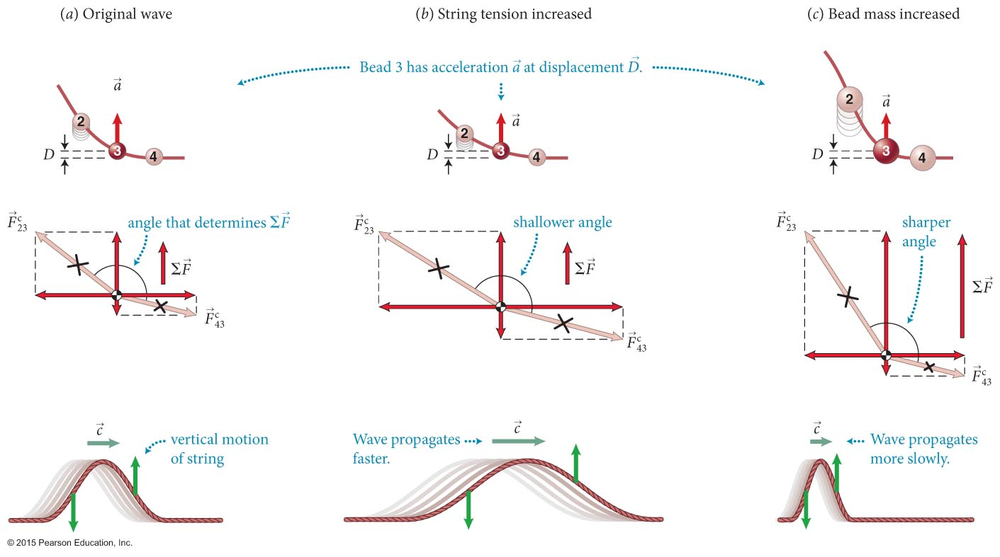 (a) Original wave
(b) String tension increased
(c) Bead mass increased
Bead 3 has acceleration a⃗ at displacement D⃗.
a⃗
2
3
4
D
a⃗
2
3
4
D
a⃗
2
3
4
D
F⃗ᶜ₂₃
angle that determines ΣF⃗
ΣF⃗
F⃗ᶜ₄₃
F⃗ᶜ₂₃
shallower angle
ΣF⃗
F⃗ᶜ₄₃
F⃗ᶜ₂₃
sharper
angle
ΣF⃗
F⃗ᶜ₄₃
c⃗
vertical motion
of string
Wave propagates
faster.
c⃗
c⃗
Wave propagates
more slowly.
© 2015 Pearson Education, Inc.